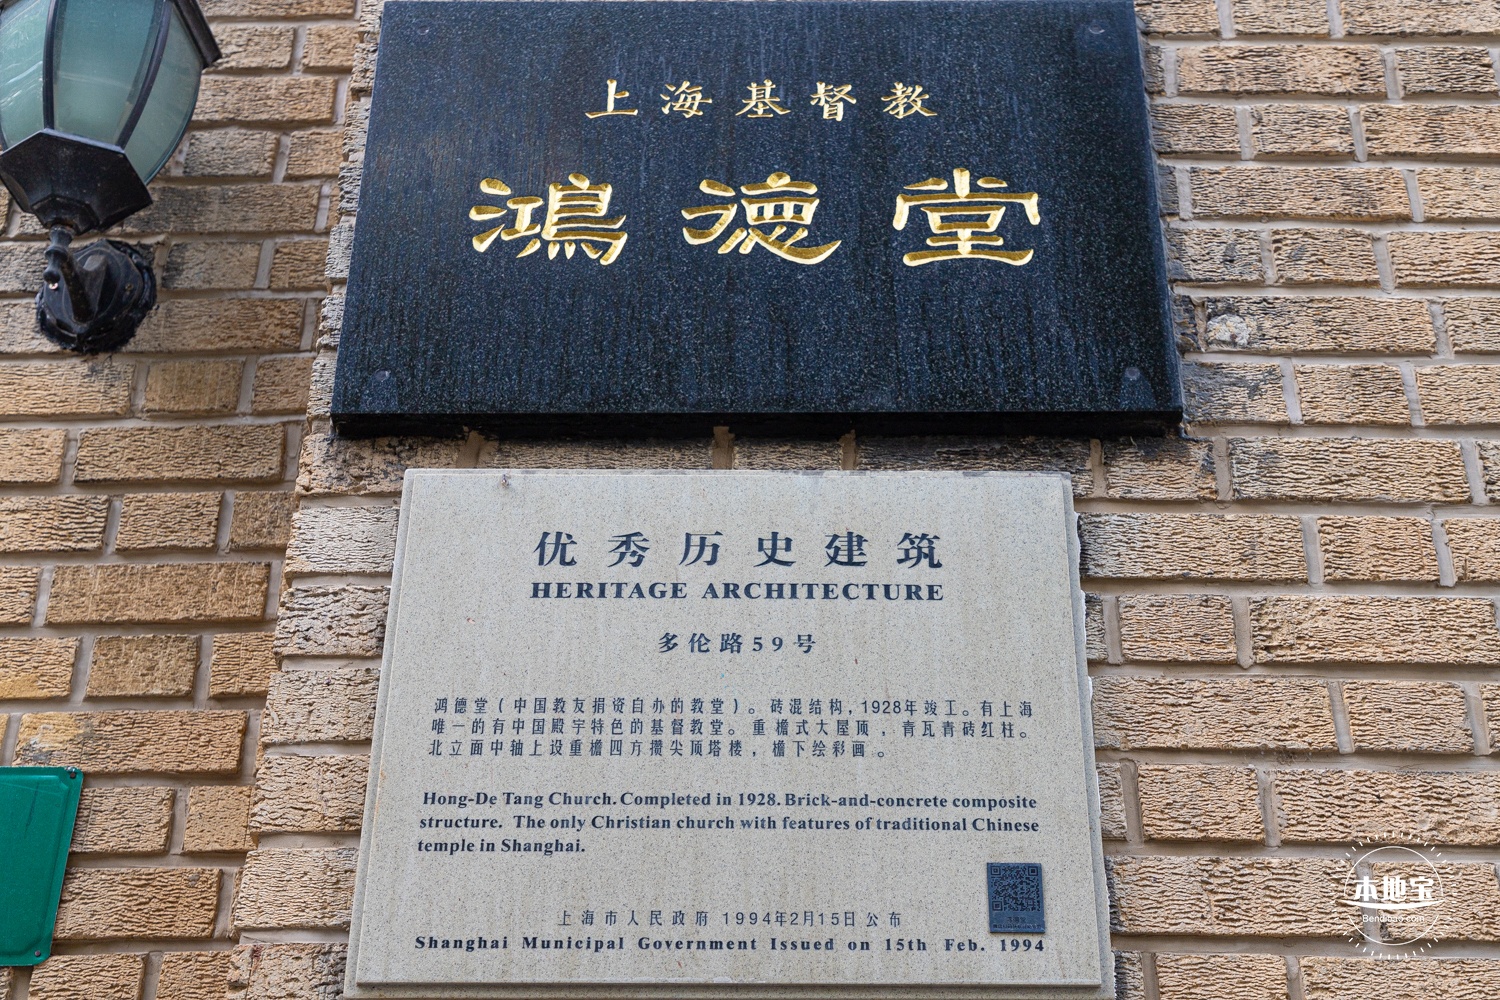 上海基督教
鴻德堂
优秀历史建筑
HERITAGE ARCHITECTURE
多伦路59号
鸿德堂（中国教友捐资自办的教堂）。砖混结构，1928年竣工。有上海
唯一的有中国殿宇特色的基督教堂。重檐式大屋顶，青瓦青砖红柱。
北立面中轴上设重檐四方攒尖顶塔楼，檐下绘彩画。
Hong-De Tang Church. Completed in 1928. Brick-and-concrete composite
structure. The only Christian church with features of traditional Chinese
temple in Shanghai.
上海市人民政府 1994年2月15日公布
Shanghai Municipal Government Issued on 15th Feb. 1994
本地宝
Bendibao.com